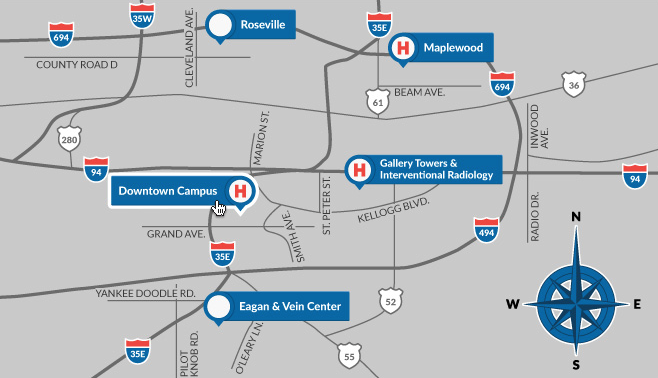 35W
Roseville
35E
694
CLEVELAND AVE.
H
Maplewood
COUNTY ROAD D
694
36
BEAM AVE.
61
INWOOD
AVE.
280
MARION ST.
94
H
Gallery Towers &
Interventional Radiology
94
Downtown Campus
H
ST. PETER ST.
KELLOGG BLVD.
RADIO DR.
SMITH AVE.
GRAND AVE.
494
N
35E
YANKEE DOODLE RD.
Eagan & Vein Center
52
W
E
PILOT
KNOB RD.
O'LEARY LN.
35E
55
S